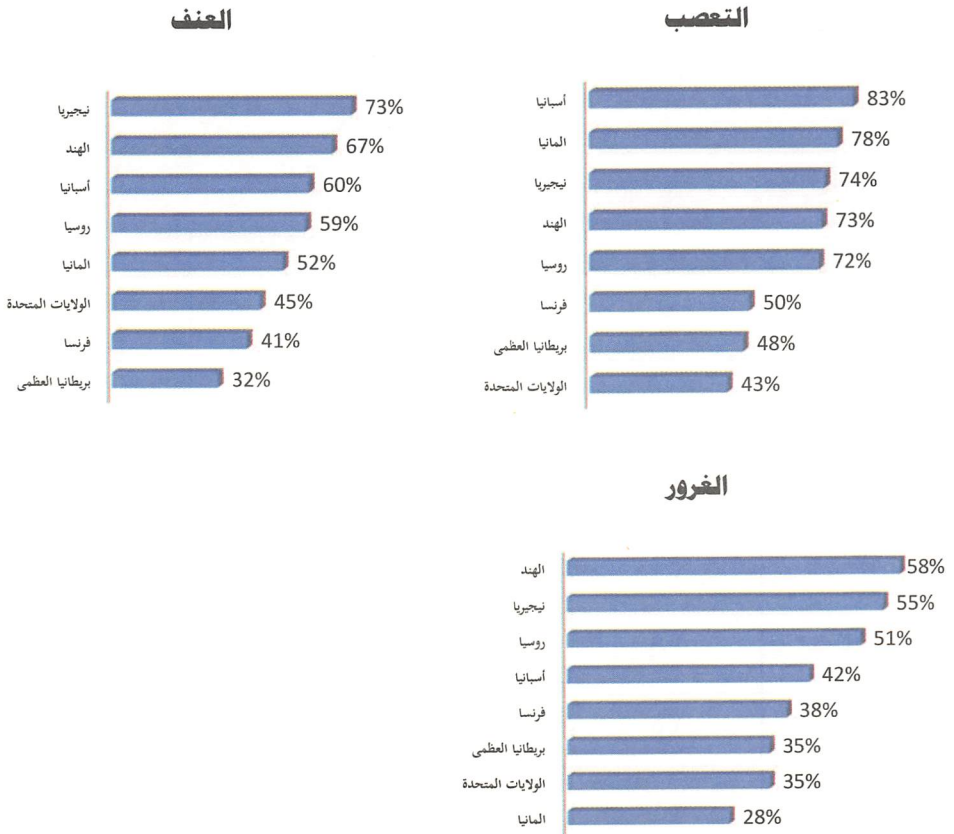 التعصب
أسبانيا 83%
المانيا 78%
نيجيريا 74%
الهند 73%
روسيا 72%
فرنسا 50%
بريطانيا العظمى 48%
الولايات المتحدة 43%
العنف
نيجيريا 73%
الهند 67%
أسبانيا 60%
روسيا 59%
المانيا 52%
الولايات المتحدة 45%
فرنسا 41%
بريطانيا العظمى 32%
الغرور
الهند 58%
نيجيريا 55%
روسيا 51%
أسبانيا 42%
فرنسا 38%
بريطانيا العظمى 35%
الولايات المتحدة 35%
المانيا 28%